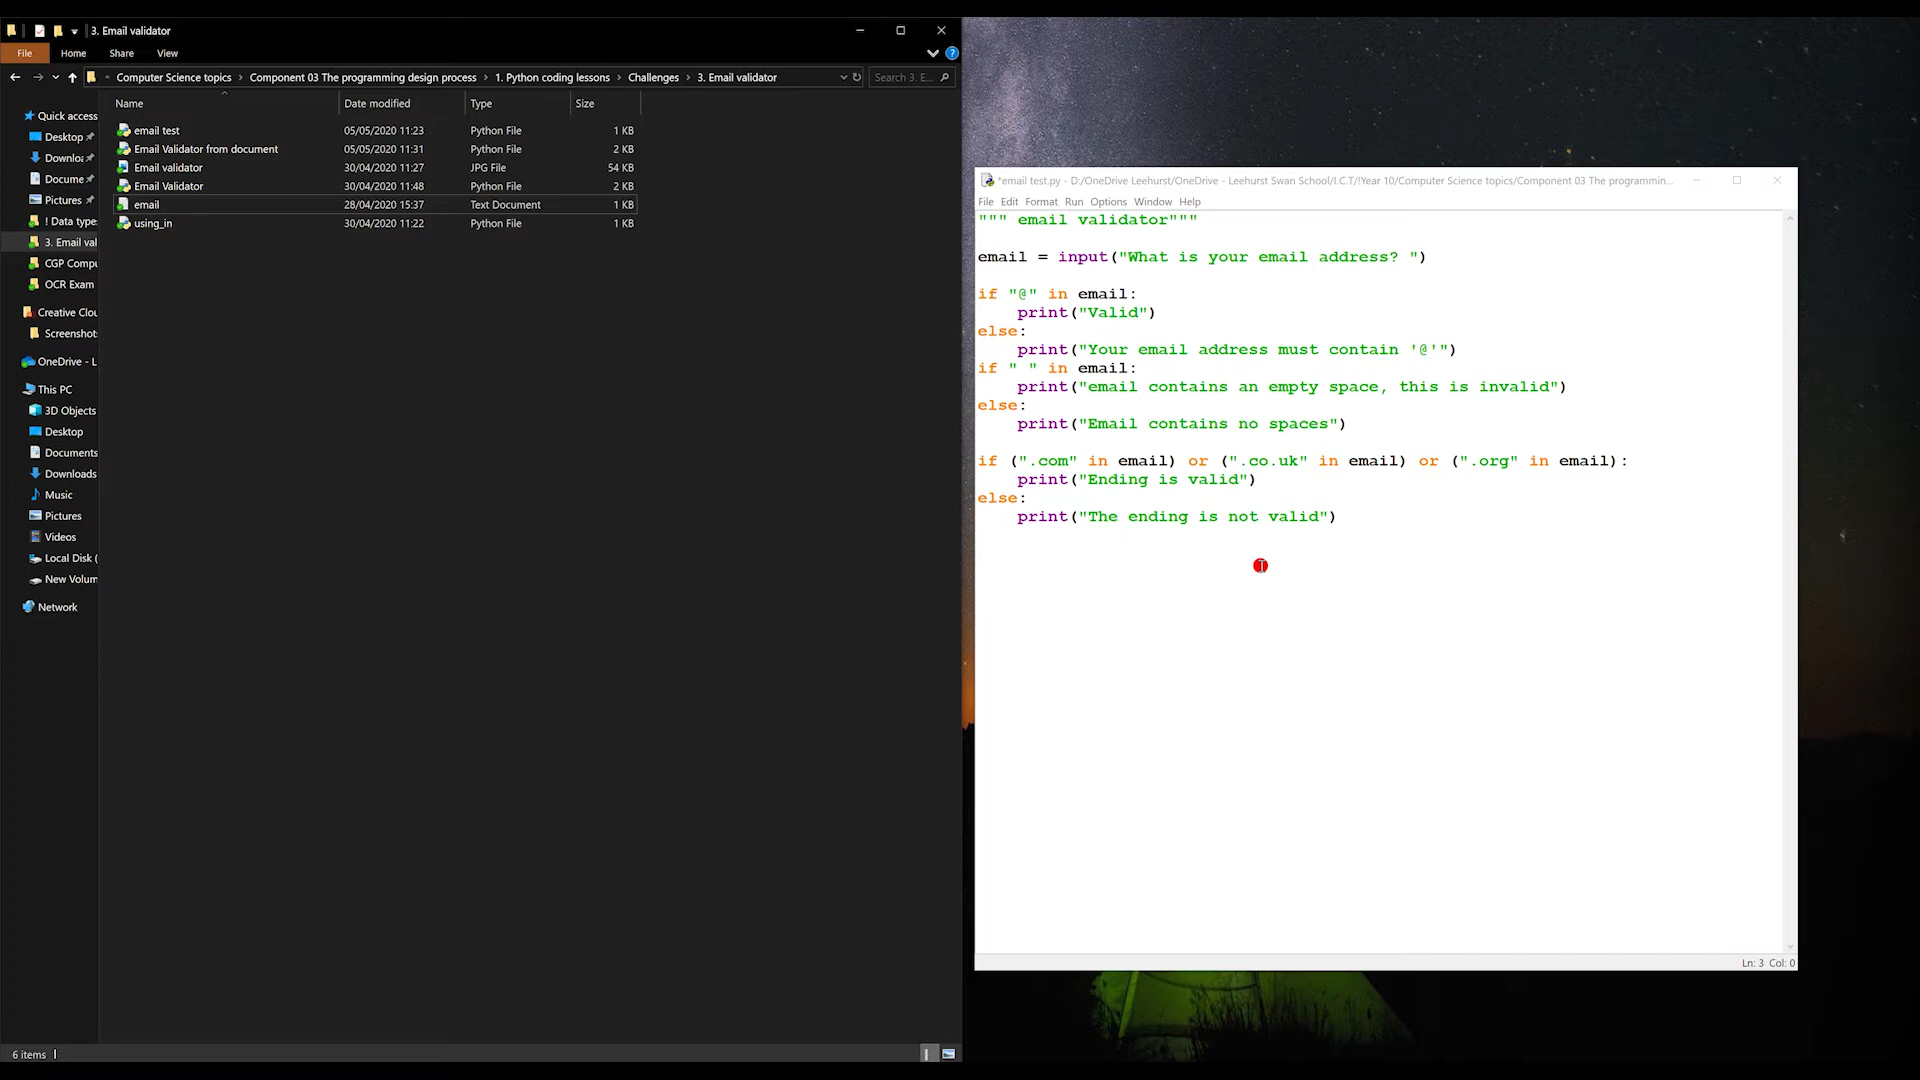 3. Email validator
File Home Share View
Computer Science topics › Component 03 The programming design process › 1. Python coding lessons › Challenges › 3. Email validator
Search 3. E...
Name Date modified Type Size
email test 05/05/2020 11:23 Python File 1 KB
Email Validator from document 05/05/2020 11:31 Python File 2 KB
Email validator 30/04/2020 11:27 JPG File 54 KB
Email Validator 30/04/2020 11:48 Python File 2 KB
email 28/04/2020 15:37 Text Document 1 KB
using_in 30/04/2020 11:22 Python File 1 KB
Quick access
Desktop
Downloa
Docume
Pictures
! Data type
3. Email val
CGP Compu
OCR Exam
Creative Clou
Screenshots
OneDrive - L
This PC
3D Objects
Desktop
Documents
Downloads
Music
Pictures
Videos
Local Disk (
New Volum
Network
6 items
*email test.py - D:/OneDrive Leehurst/OneDrive - Leehurst Swan School/I.C.T/!Year 10/Computer Science topics/Component 03 The programmin...
File Edit Format Run Options Window Help
""" email validator"""
email = input("What is your email address? ")
if "@" in email:
    print("Valid")
else:
    print("Your email address must contain '@'")
if " " in email:
    print("email contains an empty space, this is invalid")
else:
    print("Email contains no spaces")
if (".com" in email) or (".co.uk" in email) or (".org" in email):
    print("Ending is valid")
else:
    print("The ending is not valid")
Ln: 3 Col: 0